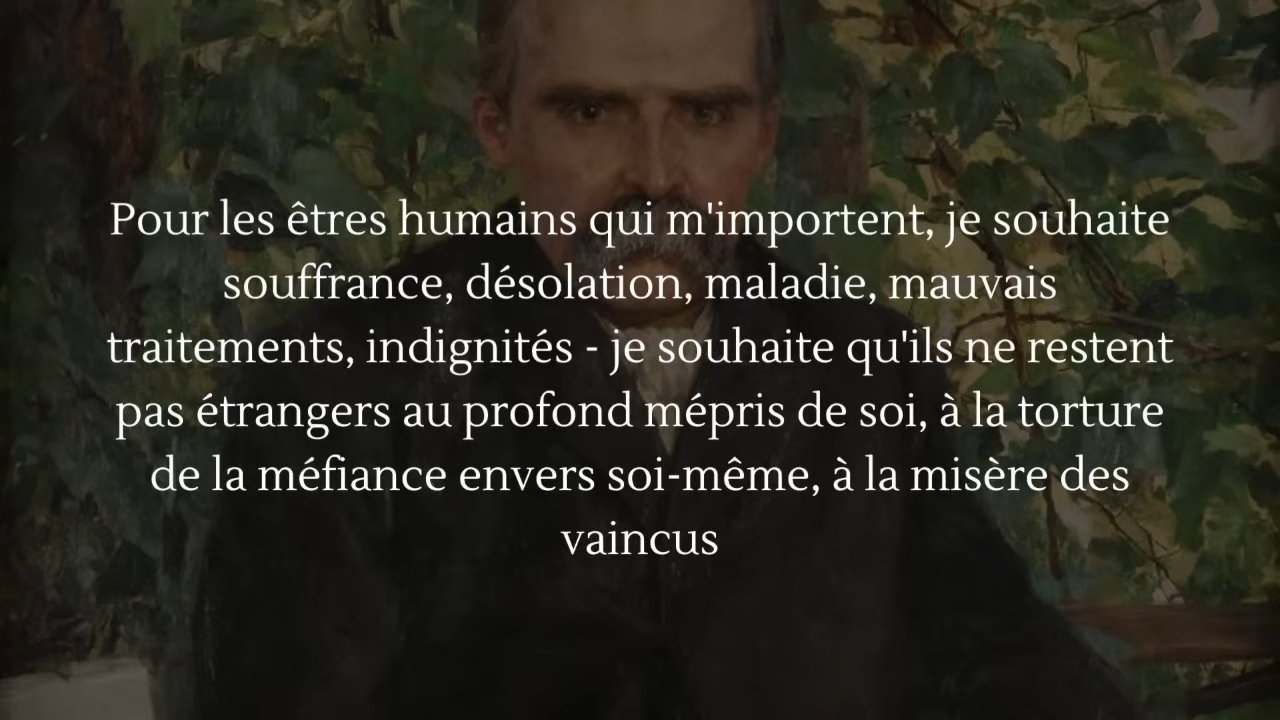 Pour les êtres humains qui m'importent, je souhaite
souffrance, désolation, maladie, mauvais
traitements, indignités - je souhaite qu'ils ne restent
pas étrangers au profond mépris de soi, à la torture
de la méfiance envers soi-même, à la misère des
vaincus